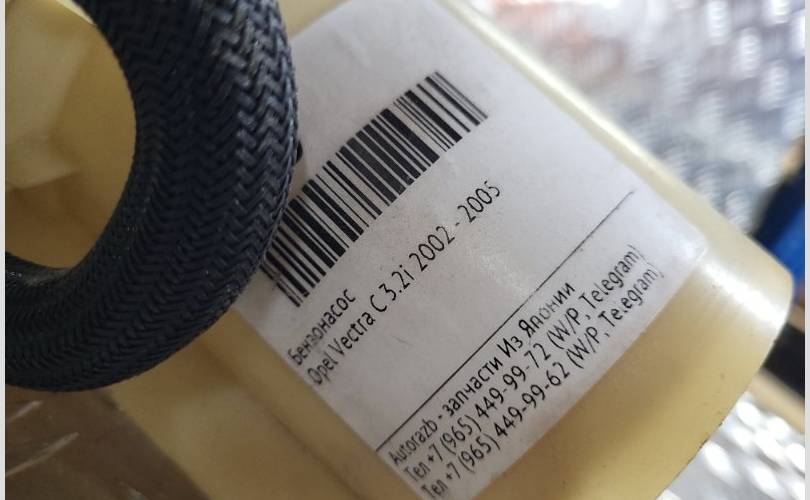 Бензонасос
Opel Vectra C 3.2i 2002 - 2005
Autorazb - запчасти Из Японии
Тел +7 (965) 449-99-72 (W/P, Telegram)
Тел +7 (965) 449-99-62 (W/P, Telegram)